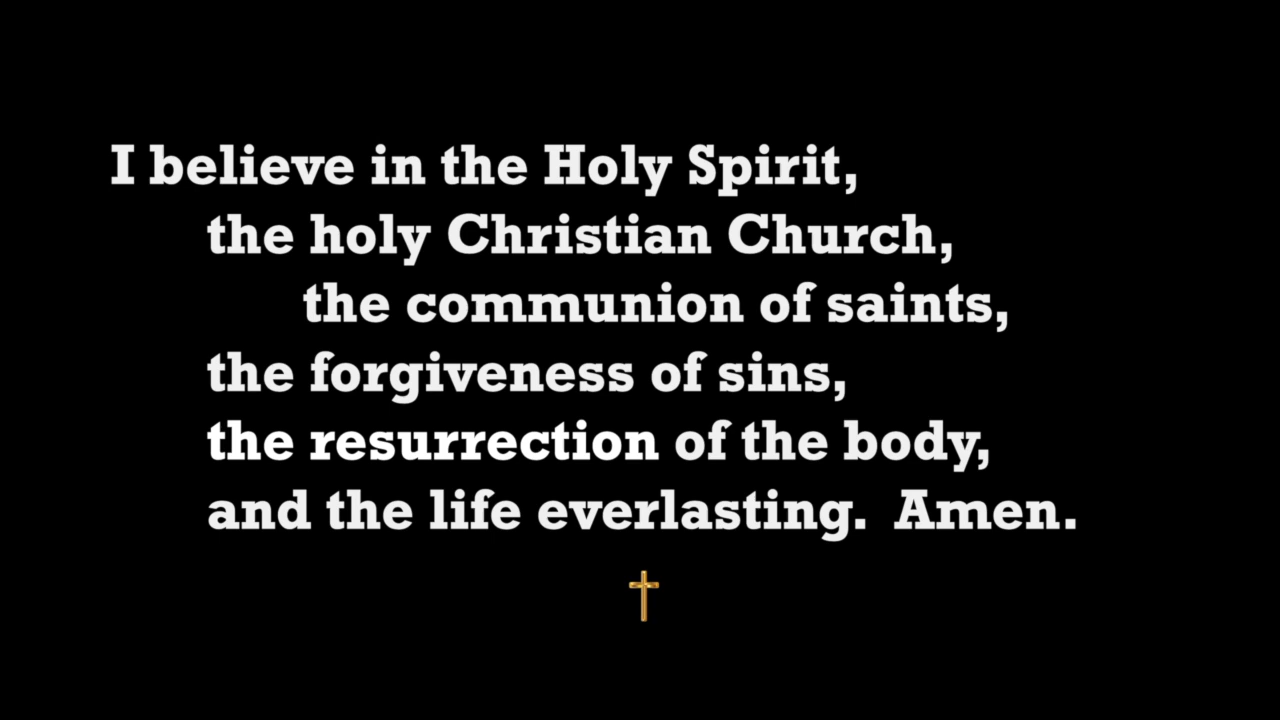 I believe in the Holy Spirit,
the holy Christian Church,
the communion of saints,
the forgiveness of sins,
the resurrection of the body,
and the life everlasting.  Amen.